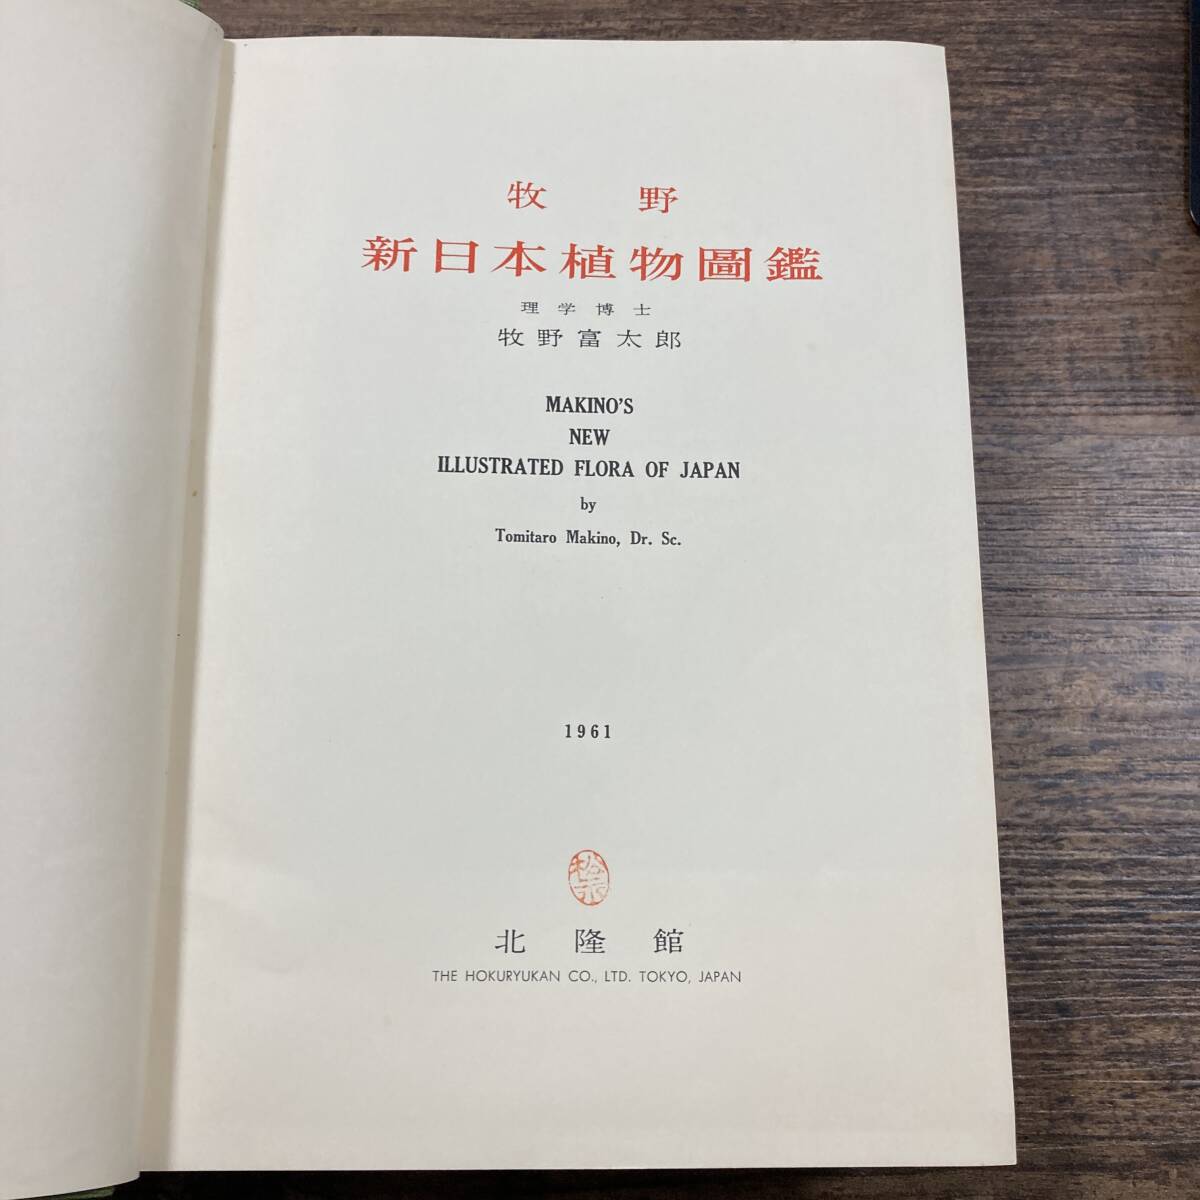 牧野
新日本植物圖鑑
理学博士
牧野富太郎
MAKINO'S
NEW
ILLUSTRATED FLORA OF JAPAN
by
Tomitaro Makino, Dr. Sc.
1961
北隆館
THE HOKURYUKAN CO., LTD. TOKYO, JAPAN